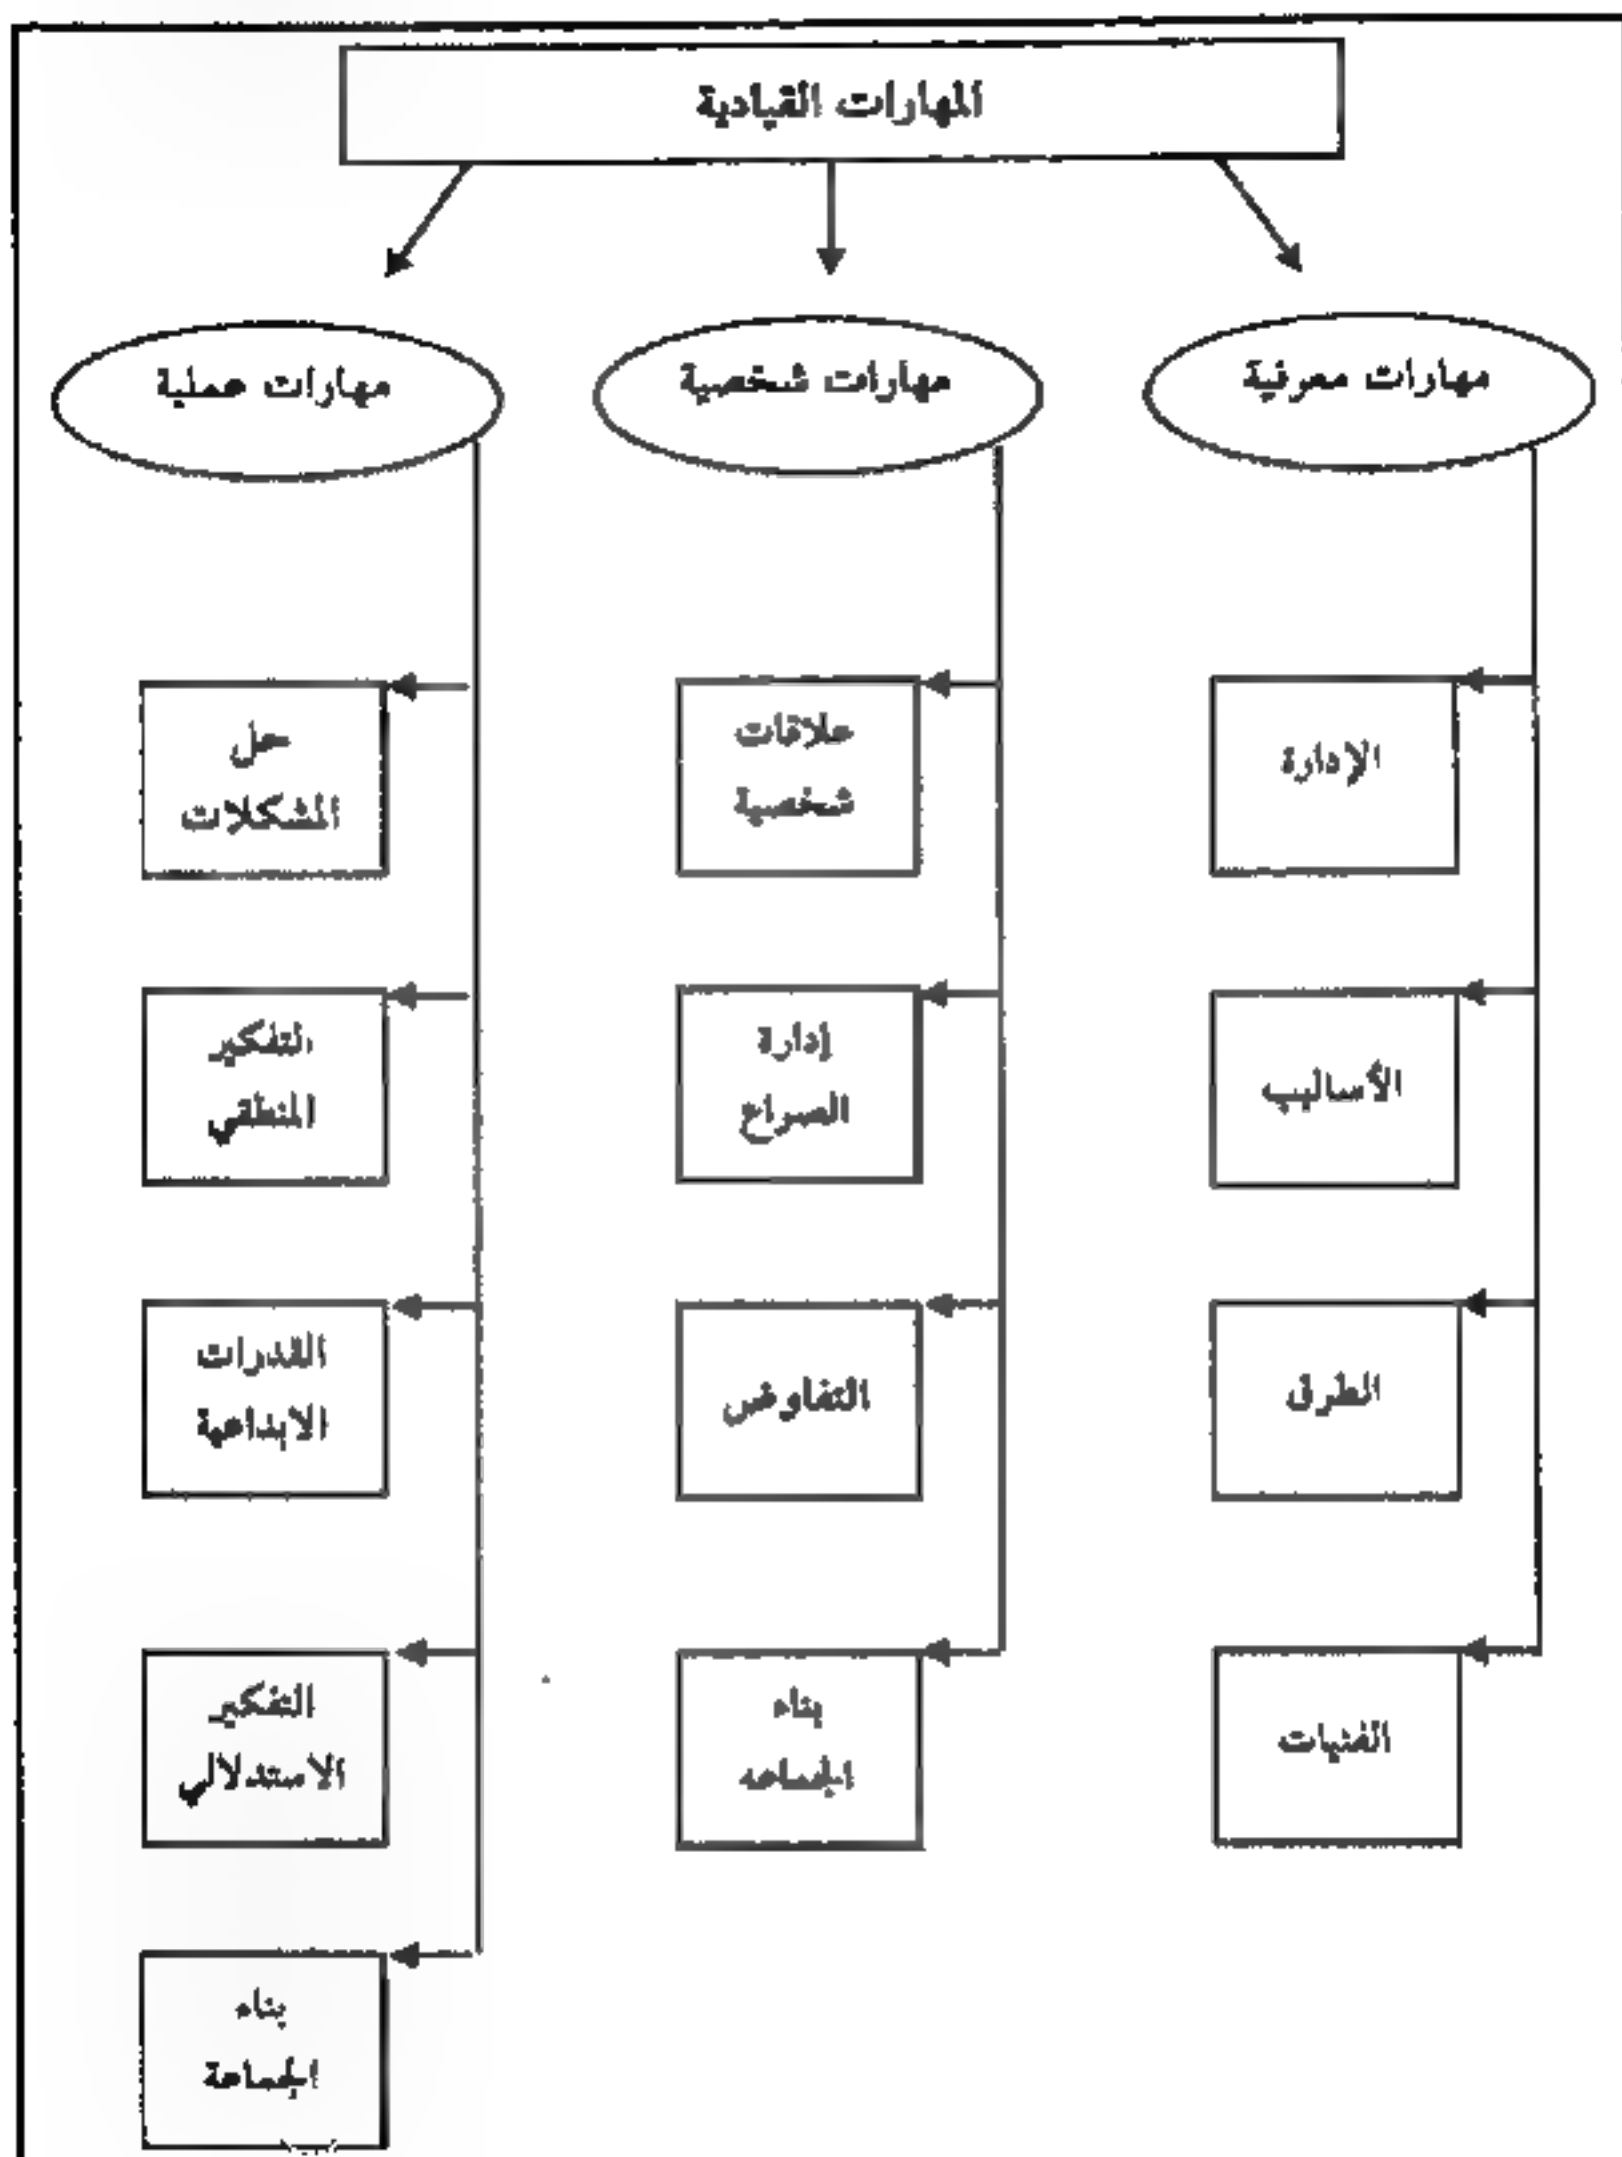 المهارات القيادية
مهارات معرفية
مهارات شخصية
مهارات عملية
الإدارة
الأساليب
الطرق
الفنيات
علاقات
شخصية
إدارة
الصراع
التفاوض
بناء
الجماعه
حل
المشكلات
التفكير
المنطقي
القدرات
الابداعية
التفكير
الاستدلالي
بناء
الجماعة